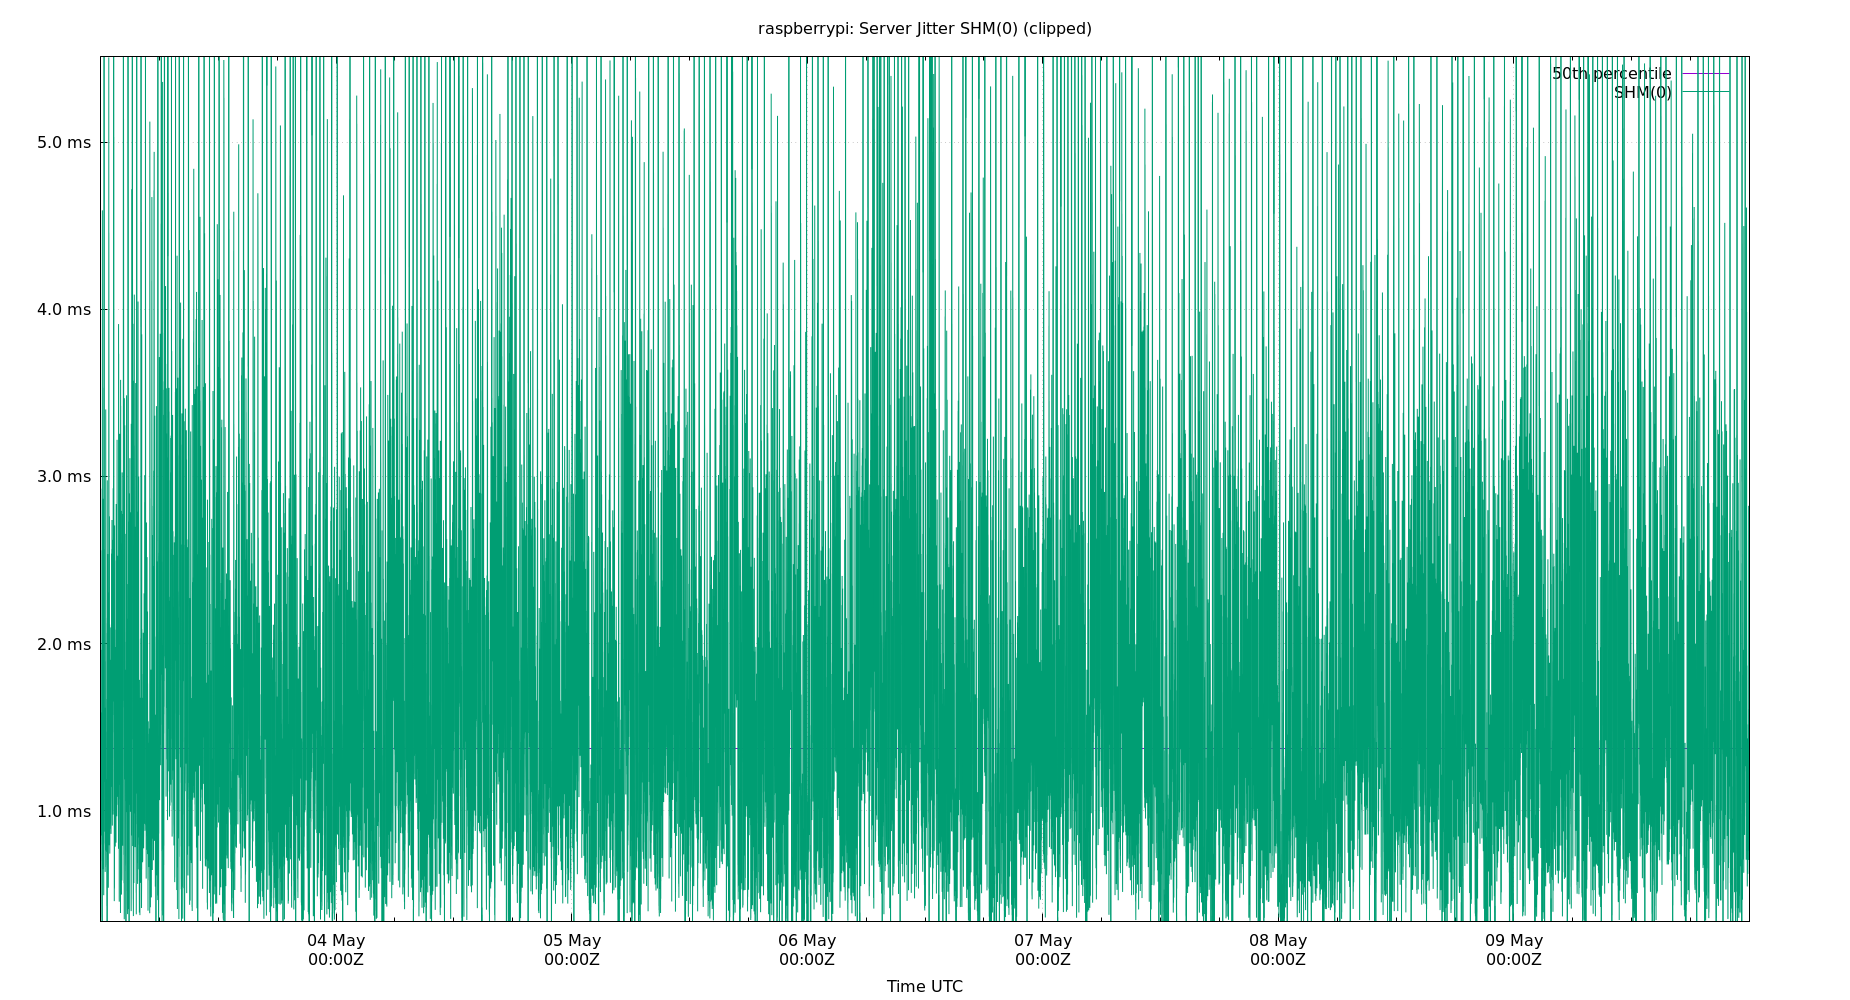 raspberrypi: Server Jitter SHM(0) (clipped)
50th percentile
SHM(0)
5.0 ms
4.0 ms
3.0 ms
2.0 ms
1.0 ms
04 May 05 May 06 May 07 May 08 May 09 May
00:00Z 00:00Z 00:00Z 00:00Z 00:00Z 00:00Z
Time UTC